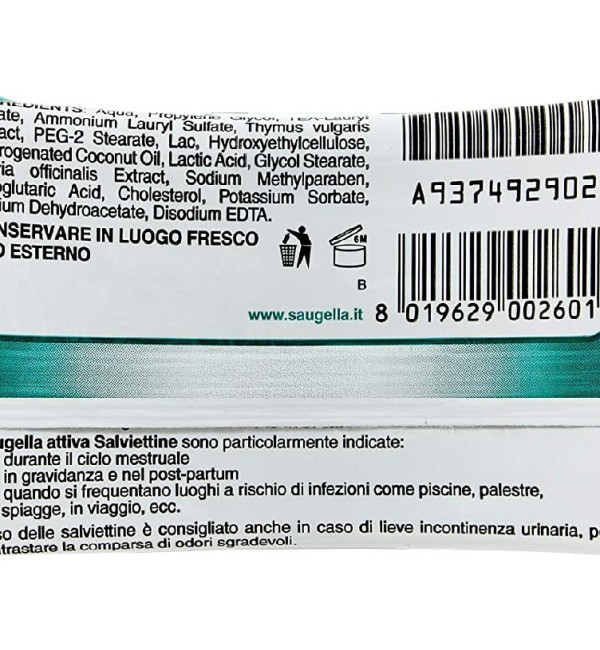 REDIENTS: Aqua, Propylene Glycol, TEA-Lauryl
ate, Ammonium Lauryl Sulfate, Thymus vulgaris
act, PEG-2 Stearate, Lac, Hydroxyethylcellulose,
rogenated Coconut Oil, Lactic Acid, Glycol Stearate,
ia officinalis Extract, Sodium Methylparaben,
oglutaric Acid, Cholesterol, Potassium Sorbate,
ium Dehydroacetate, Disodium EDTA.
NSERVARE IN LUOGO FRESCO
O ESTERNO
6M
B
www.saugella.it
A937492902
8 019629 002601
ugella attiva Salviettine sono particolarmente indicate:
durante il ciclo mestruale
in gravidanza e nel post-partum
quando si frequentano luoghi a rischio di infezioni come piscine, palestre,
spiagge, in viaggio, ecc.
so delle salviettine è consigliato anche in caso di lieve incontinenza urinaria, pe
trastare la comparsa di odori sgradevoli.